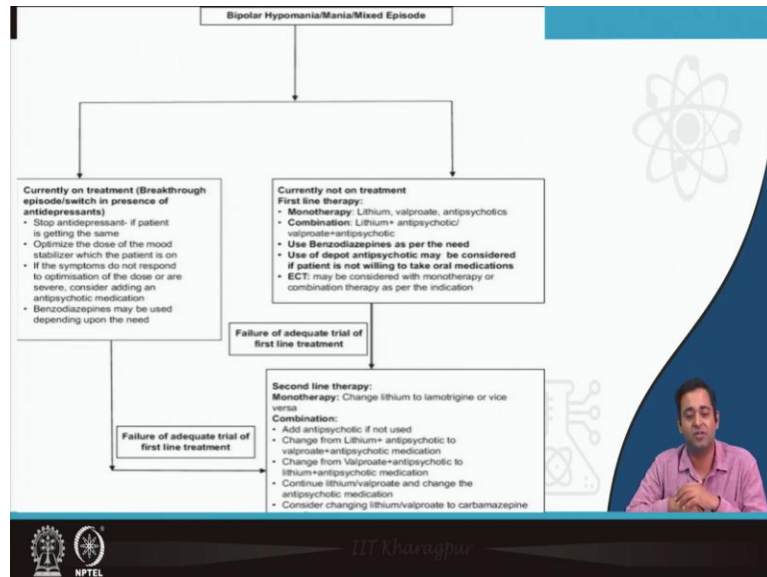 Bipolar Hypomania/Mania/Mixed Episode
Currently on treatment (Breakthrough
episode/switch in presence of
antidepressants)
• Stop antidepressant- if patient
is getting the same
• Optimize the dose of the mood
stabilizer which the patient is on
• If the symptoms do not respond
to optimisation of the dose or are
severe, consider adding an
antipsychotic medication
• Benzodiazepines may be used
depending upon the need
Currently not on treatment
First line therapy:
• Monotherapy: Lithium, valproate, antipsychotics
• Combination: Lithium+ antipsychotic/
valproate+antipsychotic
• Use Benzodiazepines as per the need
• Use of depot antipsychotic may be considered
if patient is not willing to take oral medications
• ECT: may be considered with monotherapy or
combination therapy as per the indication
Failure of adequate trial of
first line treatment
Failure of adequate trial of
first line treatment
Second line therapy:
Monotherapy: Change lithium to lamotrigine or vice
versa
Combination:
• Add antipsychotic if not used
• Change from Lithium+ antipsychotic to
valproate+antipsychotic medication
• Change from Valproate+antipsychotic to
lithium+antipsychotic medication
• Continue lithium/valproate and change the
antipsychotic medication
• Consider changing lithium/valproate to carbamazepine
IIT Kharagpur
NPTEL